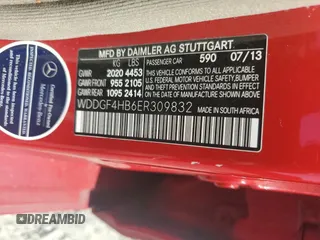 MFD BY DAIMLER AG STUTTGART
PASSENGER CAR 590 07/13
KG LBS
GVWR 2020 4453
GAWR FRONT 955 2105
GAWR REAR 1095 2414
THIS VEHICLE CONFORMS TO ALL
APPLICABLE U.S. FEDERAL MOTOR
VEHICLE SAFETY, BUMPER,
AND THEFT PREVENTION
STANDARDS IN EFFECT ON THE DATE
OF MANUFACTURE SHOWN ABOVE.
WDDGF4HB6ER309832 MADE IN SOUTH AFRICA
Mercedes-Benz
DREAMBID